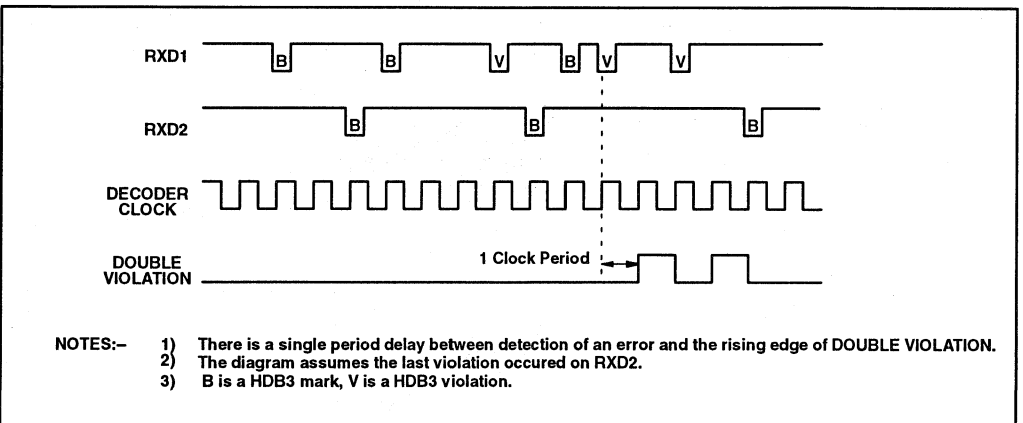 RXD1
B B V B V V
RXD2
B B B
DECODER
CLOCK
DOUBLE
VIOLATION
1 Clock Period
NOTES:– 1) There is a single period delay between detection of an error and the rising edge of DOUBLE VIOLATION.
2) The diagram assumes the last violation occured on RXD2.
3) B is a HDB3 mark, V is a HDB3 violation.